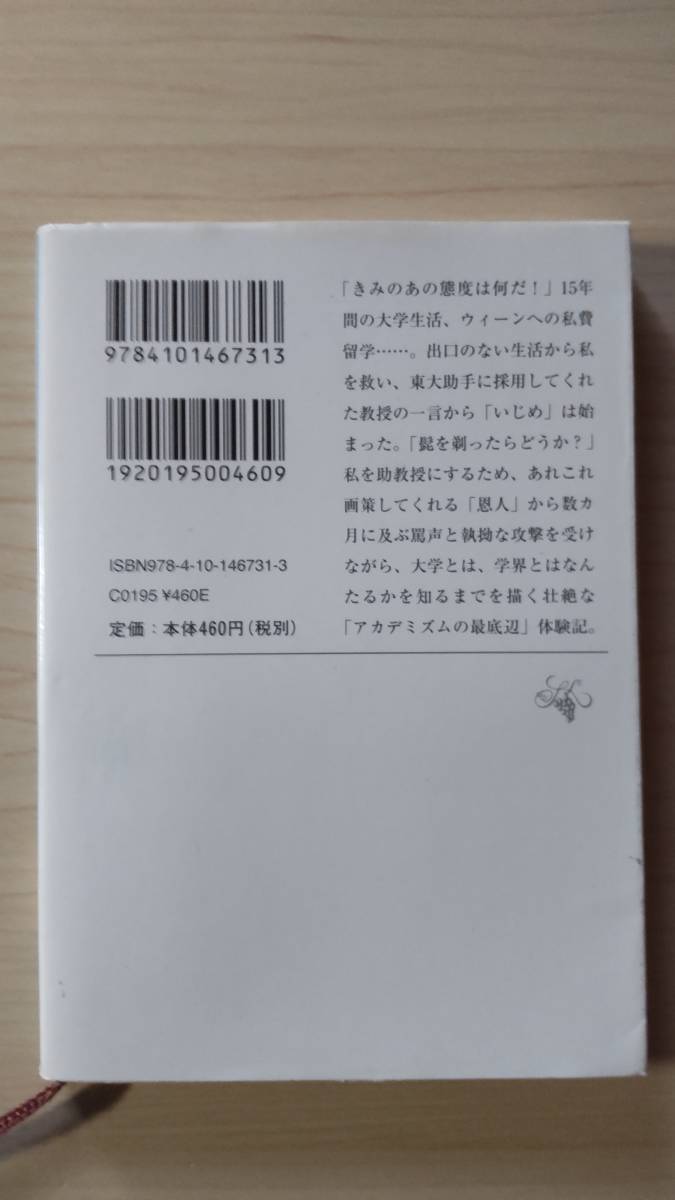 9784101467313
1920195004609
ISBN978-4-10-146731-3
C0195 ¥460E
定価：本体460円（税別）
「きみのあの態度は何だ！」15年
間の大学生活、ウィーンへの私費
留学……。出口のない生活から私
を救い、東大助手に採用してくれ
た教授の一言から「いじめ」は始
まった。「髭を剃ったらどうか？」
私を助教授にするため、あれこれ
画策してくれる「恩人」から数カ
月に及ぶ罵声と執拗な攻撃を受け
ながら、大学とは、学界とはなん
たるかを知るまでを描く壮絶な
「アカデミズムの最底辺」体験記。